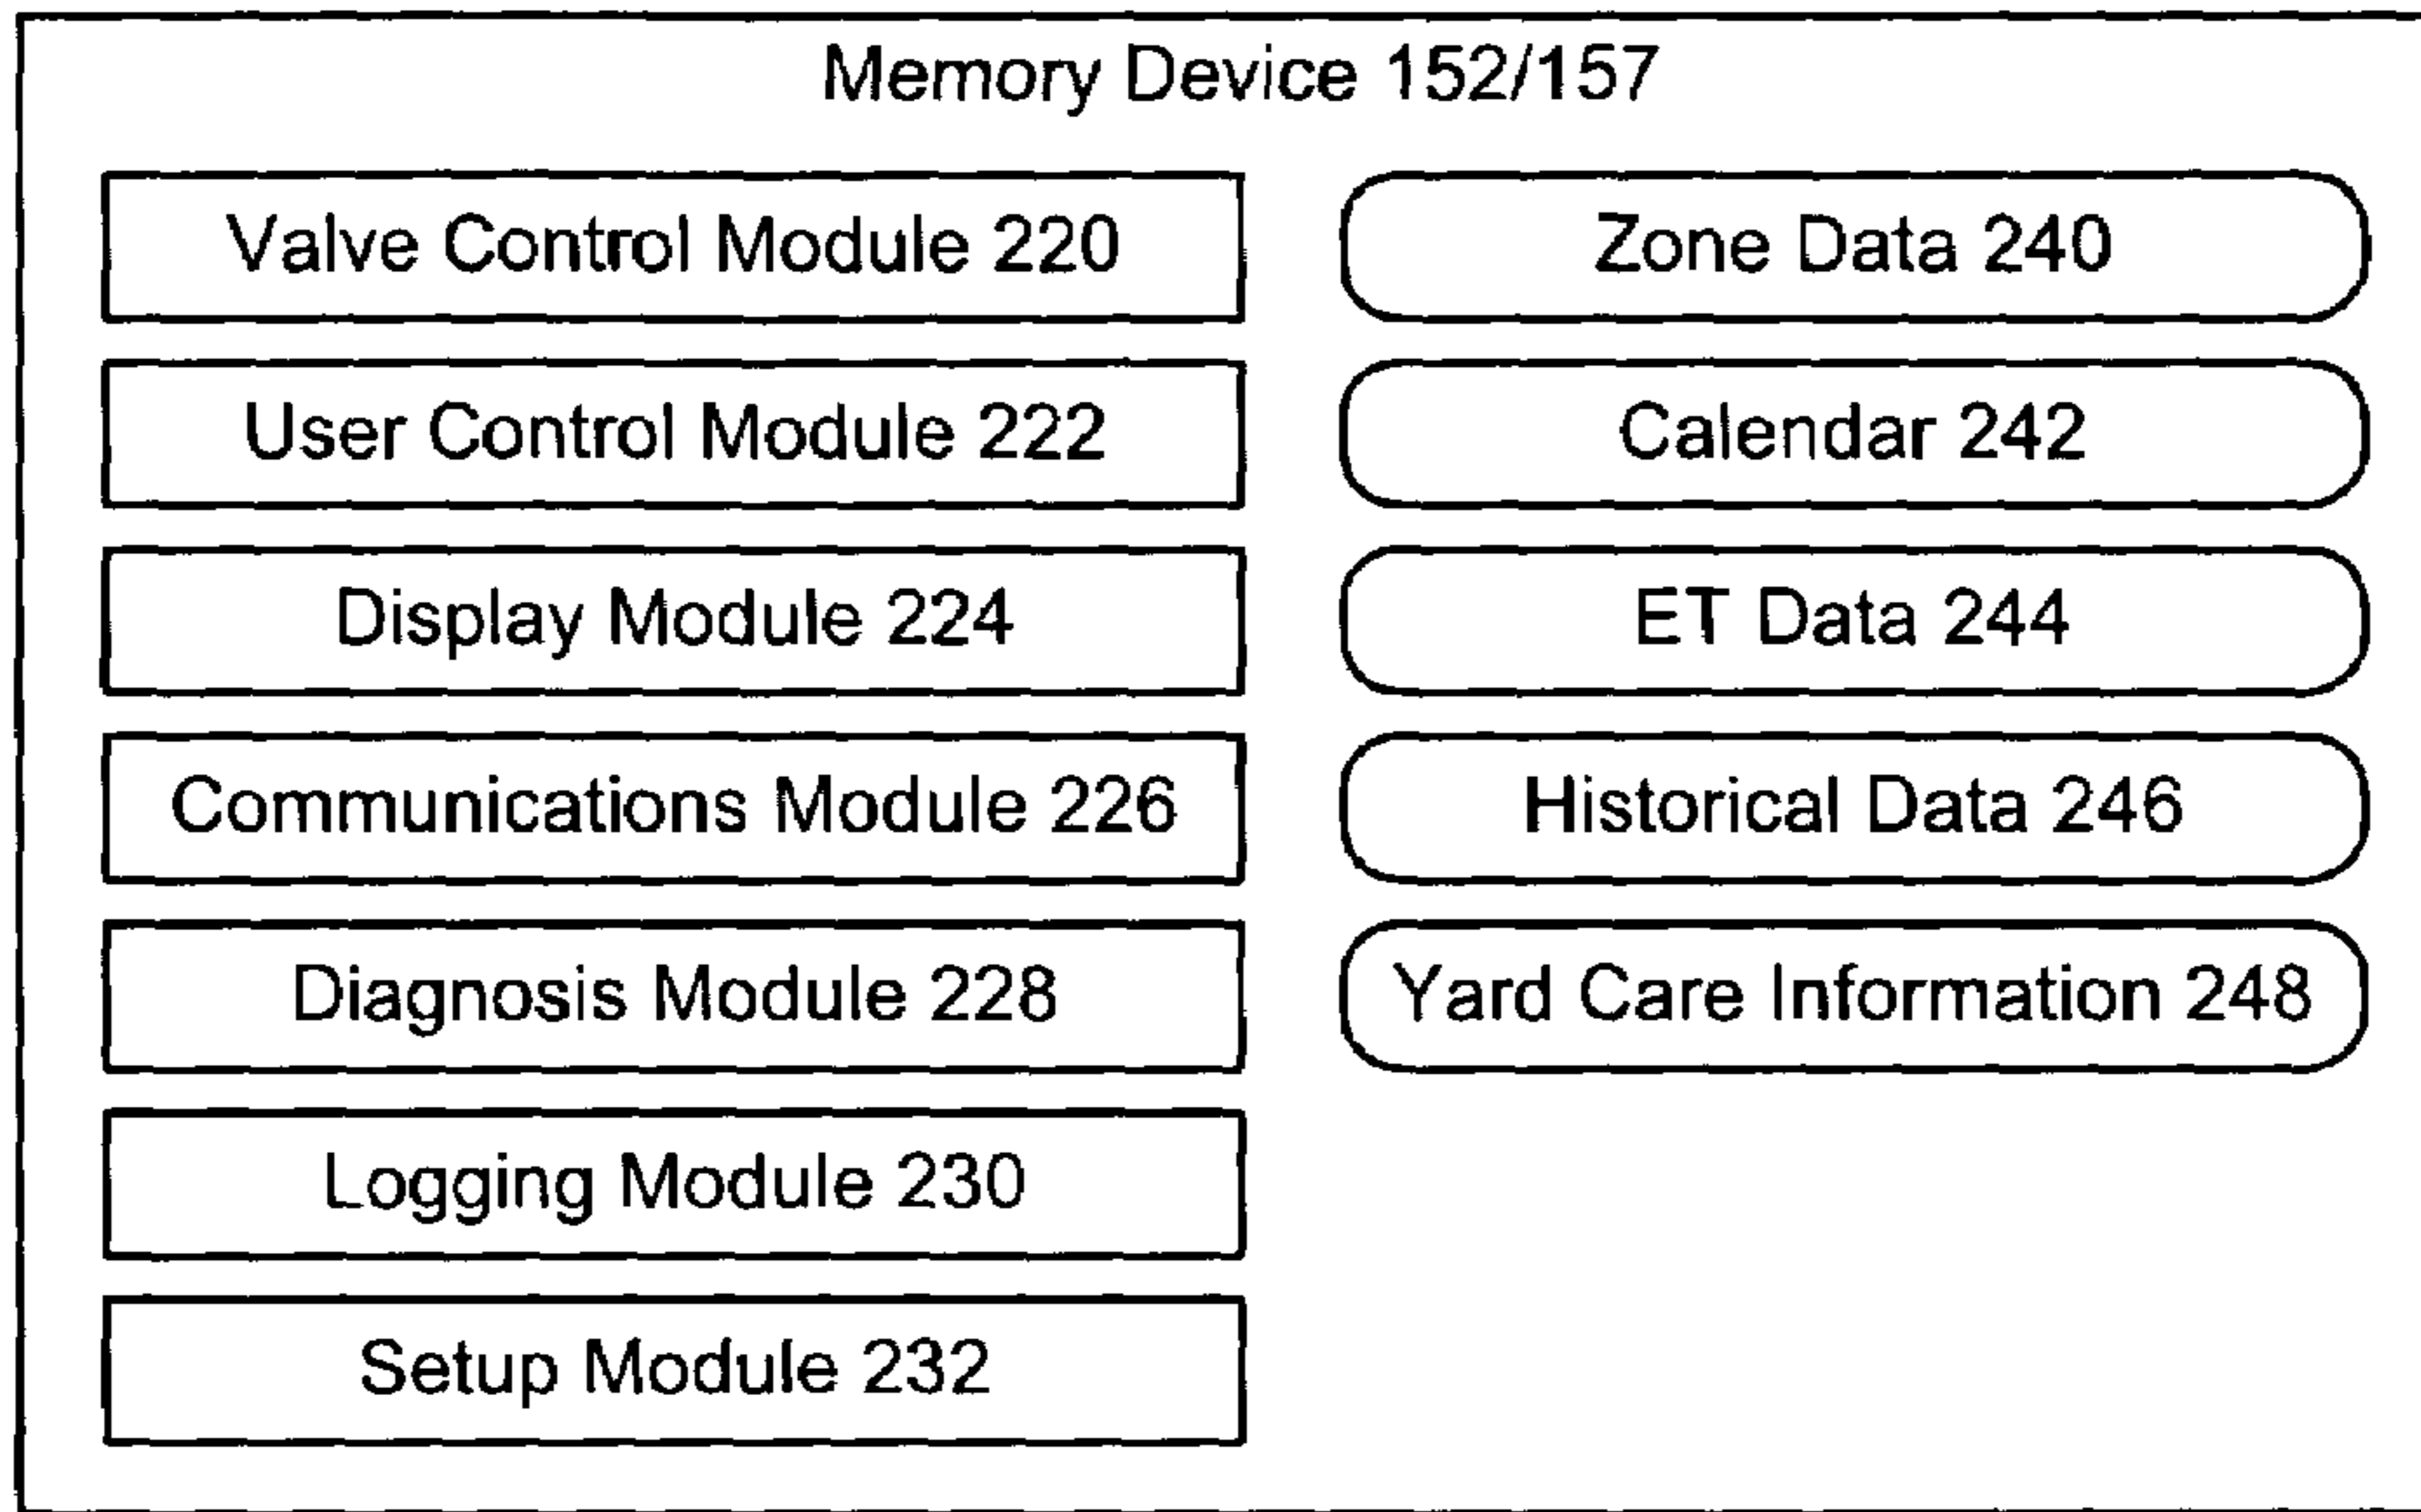 Memory Device 152/157
Valve Control Module 220
Zone Data 240
User Control Module 222
Calendar 242
Display Module 224
ET Data 244
Communications Module 226
Historical Data 246
Diagnosis Module 228
Yard Care Information 248
Logging Module 230
Setup Module 232